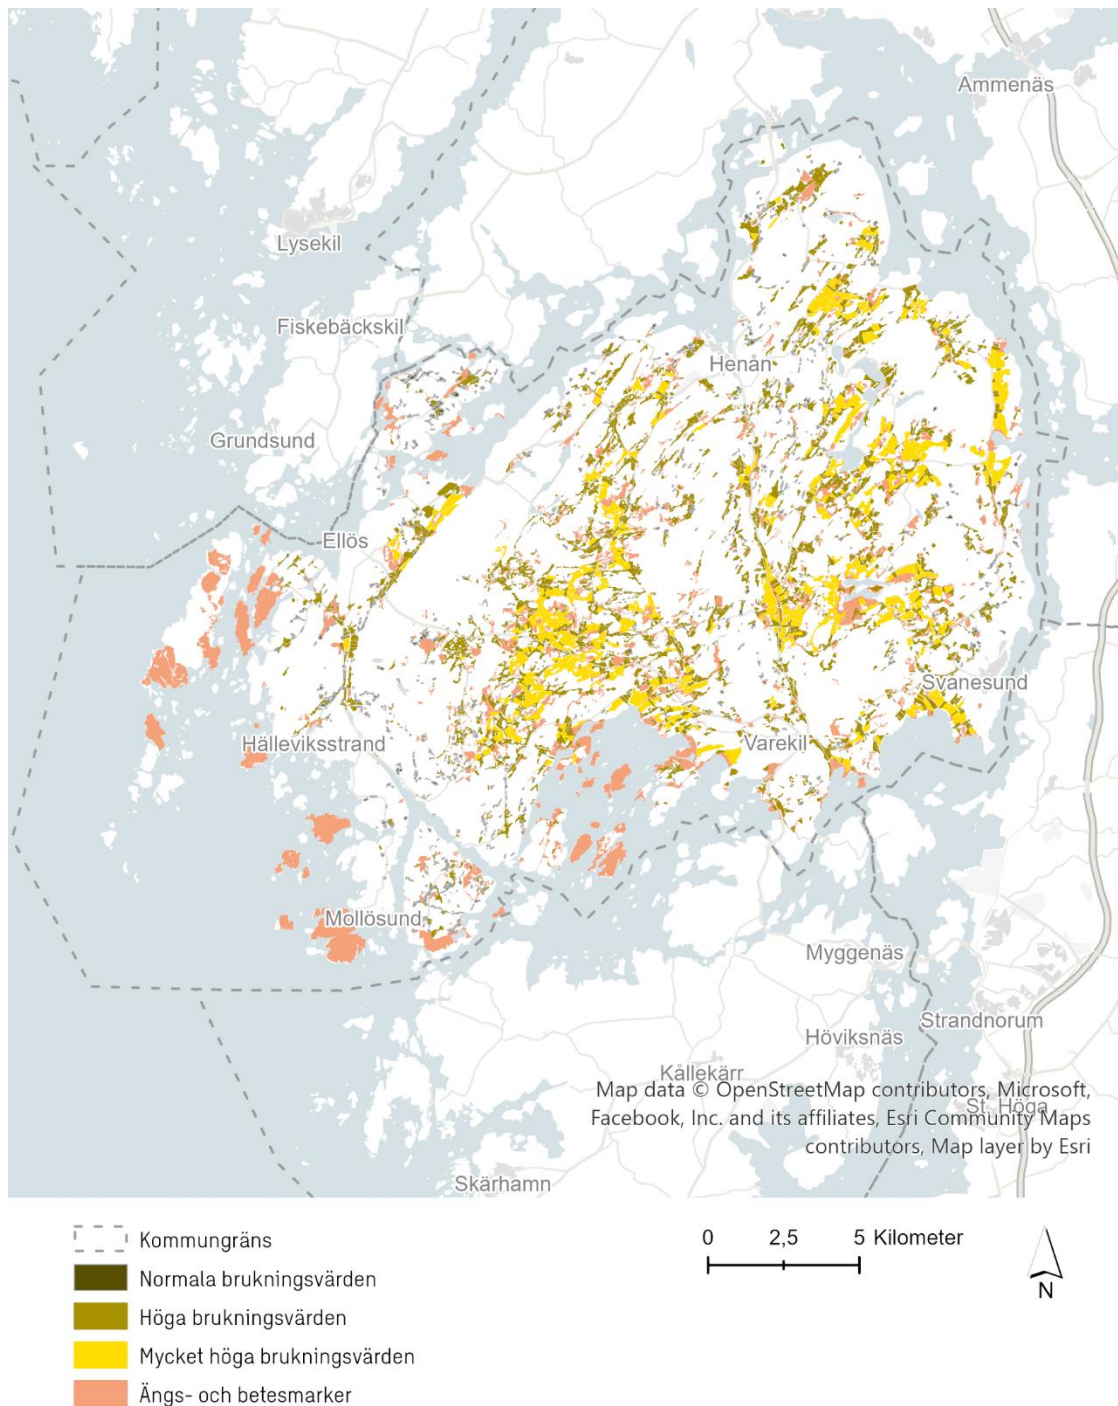 Ammenäs
Lysekil
Fiskebäckskil
Henån
Grundsund
Ellös
Svanesund
Hälleviksstrand
Varekil
Mollösund
Myggenäs
Strandnorum
Höviksnäs
Kållekärr
St. Höga
Map data © OpenStreetMap contributors, Microsoft,
Facebook, Inc. and its affiliates, Esri Community Maps
contributors, Map layer by Esri
Skärhamn
Kommungräns
Normala brukningsvärden
Höga brukningsvärden
Mycket höga brukningsvärden
Ängs- och betesmarker
0 2,5 5 Kilometer
N